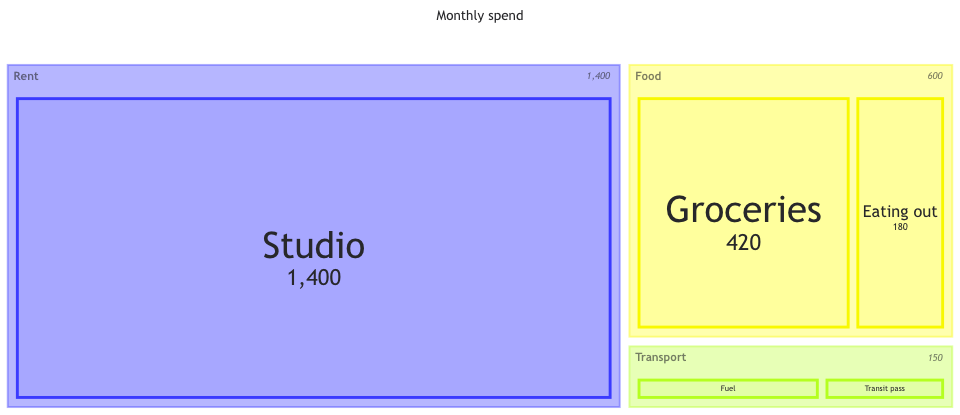 Monthly spend
Rent 1,400
Studio
1,400
Food 600
Groceries
420
Eating out
180
Transport 150
Fuel
Transit pass